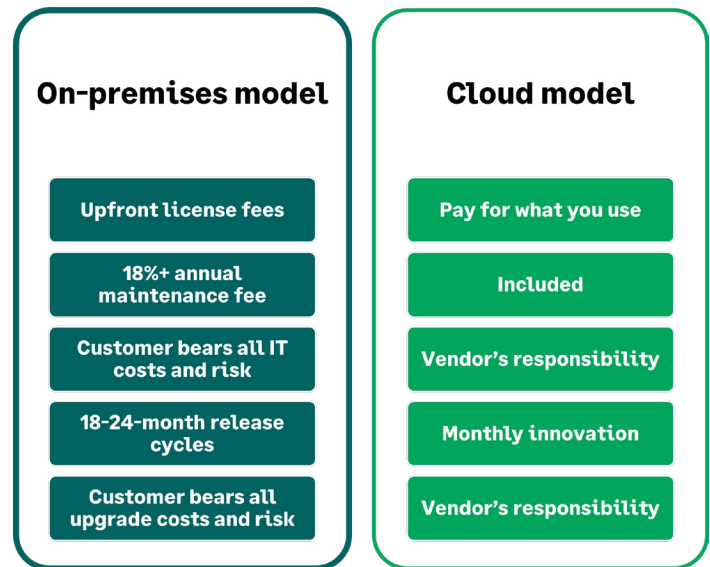 On-premises model
Upfront license fees
18%+ annual
maintenance fee
Customer bears all IT
costs and risk
18-24-month release
cycles
Customer bears all
upgrade costs and risk
Cloud model
Pay for what you use
Included
Vendor’s responsibility
Monthly innovation
Vendor’s responsibility